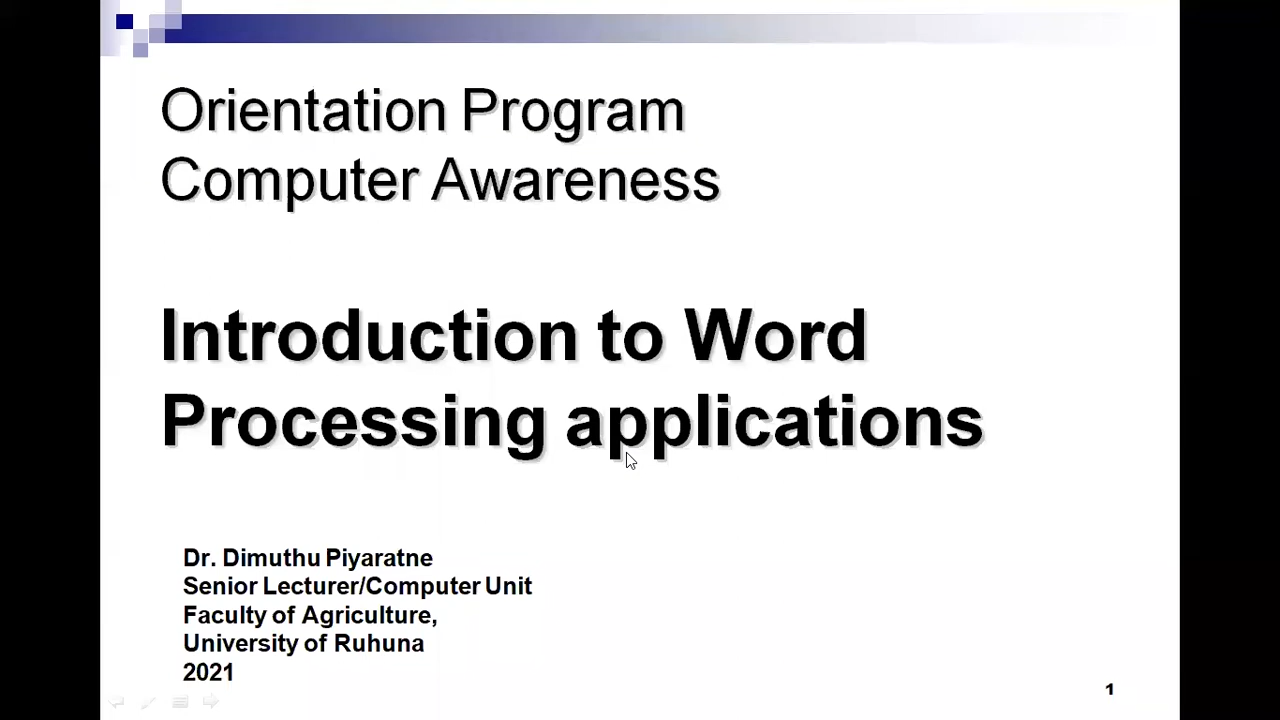 Orientation Program
Computer Awareness
Introduction to Word
Processing applications
Dr. Dimuthu Piyaratne
Senior Lecturer/Computer Unit
Faculty of Agriculture,
University of Ruhuna
2021
1